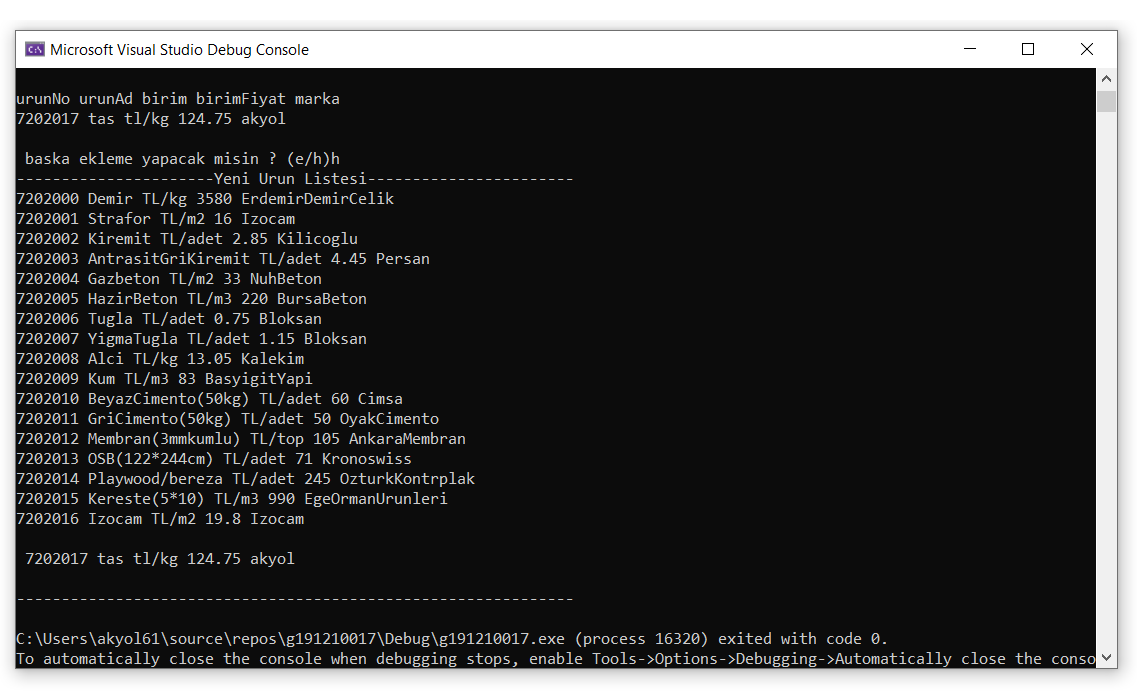 Microsoft Visual Studio Debug Console
urunNo urunAd birim birimFiyat marka
7202017 tas tl/kg 124.75 akyol
baska ekleme yapacak misin ? (e/h)h
----------------------Yeni Urun Listesi-----------------------
7202000 Demir TL/kg 3580 ErdemirDemirCelik
7202001 Strafor TL/m2 16 Izocam
7202002 Kiremit TL/adet 2.85 Kilicoglu
7202003 AntrasitGriKiremit TL/adet 4.45 Persan
7202004 Gazbeton TL/m2 33 NuhBeton
7202005 HazirBeton TL/m3 220 BursaBeton
7202006 Tugla TL/adet 0.75 Bloksan
7202007 YigmaTugla TL/adet 1.15 Bloksan
7202008 Alci TL/kg 13.05 Kalekim
7202009 Kum TL/m3 83 BasyigitYapi
7202010 BeyazCimento(50kg) TL/adet 60 Cimsa
7202011 GriCimento(50kg) TL/adet 50 OyakCimento
7202012 Membran(3mmkumlu) TL/top 105 AnkaraMembran
7202013 OSB(122*244cm) TL/adet 71 Kronoswiss
7202014 Playwood/bereza TL/adet 245 OzturkKontrplak
7202015 Kereste(5*10) TL/m3 990 EgeOrmanUrunleri
7202016 Izocam TL/m2 19.8 Izocam
7202017 tas tl/kg 124.75 akyol
--------------------------------------------------------------
C:\Users\akyol61\source\repos\g191210017\Debug\g191210017.exe (process 16320) exited with code 0.
To automatically close the console when debugging stops, enable Tools->Options->Debugging->Automatically close the conso